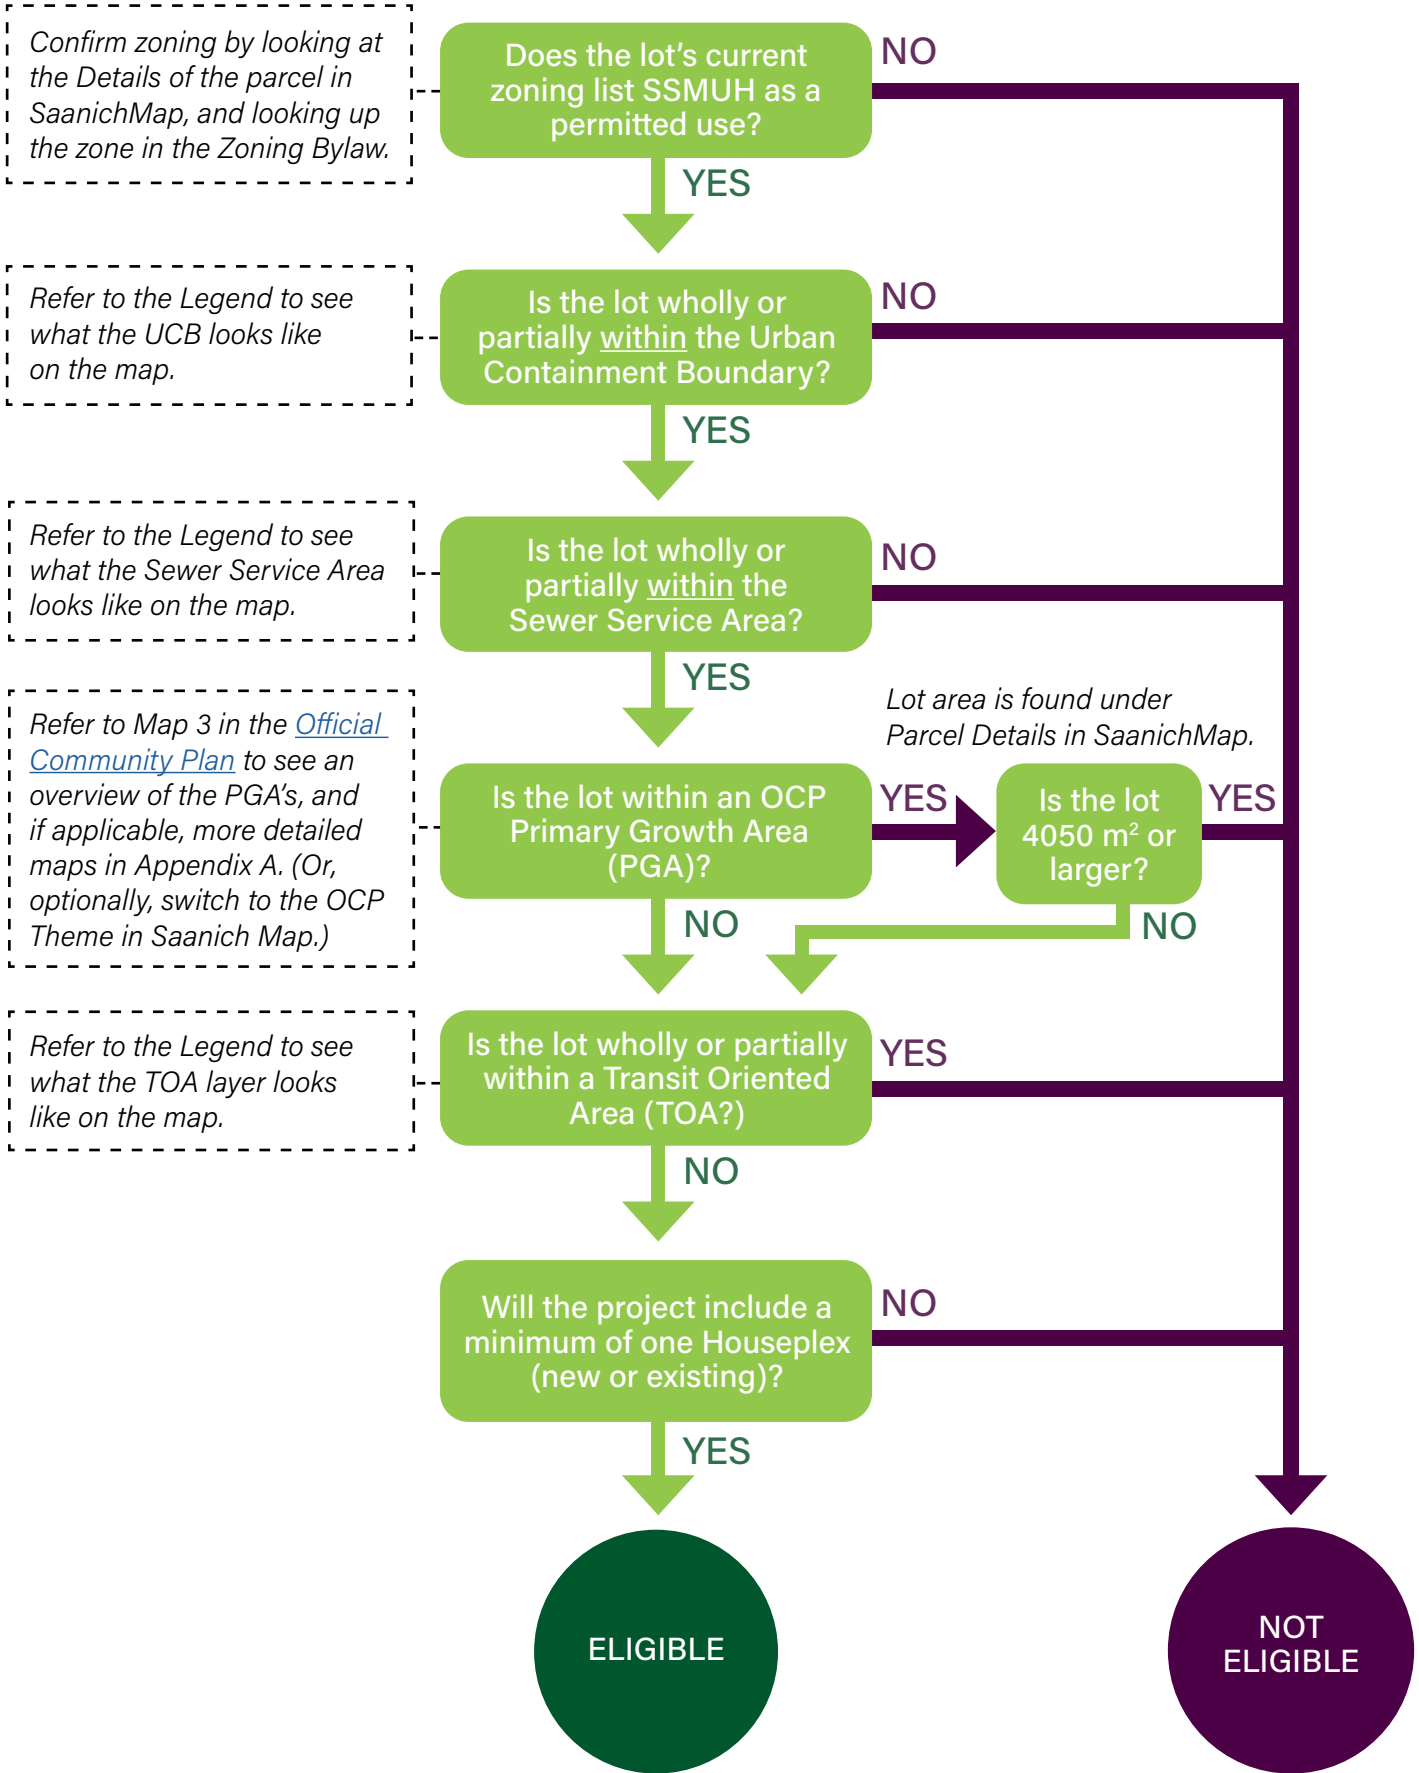 Confirm zoning by looking at
the Details of the parcel in
SaanichMap, and looking up
the zone in the Zoning Bylaw.
Does the lot's current
zoning list SSMUH as a
permitted use?
NO
YES
Refer to the Legend to see
what the UCB looks like
on the map.
Is the lot wholly or
partially within the Urban
Containment Boundary?
NO
YES
Refer to the Legend to see
what the Sewer Service Area
looks like on the map.
Is the lot wholly or
partially within the
Sewer Service Area?
NO
YES
Refer to Map 3 in the Official
Community Plan to see an
overview of the PGA's, and
if applicable, more detailed
maps in Appendix A. (Or,
optionally, switch to the OCP
Theme in Saanich Map.)
Is the lot within an OCP
Primary Growth Area
(PGA)?
YES
Lot area is found under
Parcel Details in SaanichMap.
Is the lot
4050 m² or
larger?
YES
NO
NO
Refer to the Legend to see
what the TOA layer looks
like on the map.
Is the lot wholly or partially
within a Transit Oriented
Area (TOA?)
YES
NO
Will the project include a
minimum of one Houseplex
(new or existing)?
NO
YES
ELIGIBLE
NOT
ELIGIBLE